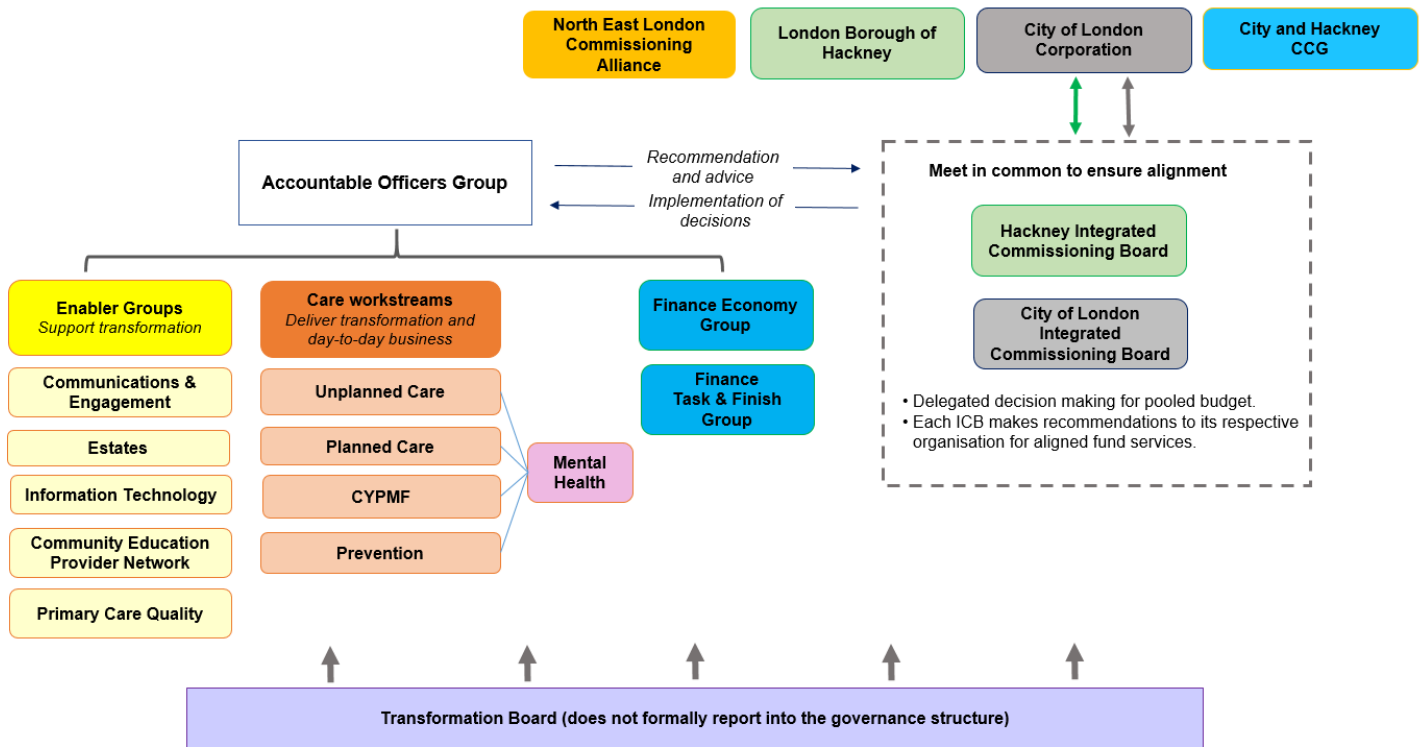 North East London
Commissioning
Alliance
London Borough of
Hackney
City of London
Corporation
City and Hackney
CCG
Accountable Officers Group
Recommendation
and advice
Implementation of
decisions
Meet in common to ensure alignment
Hackney Integrated
Commissioning Board
City of London
Integrated
Commissioning Board
• Delegated decision making for pooled budget.
• Each ICB makes recommendations to its respective
organisation for aligned fund services.
Enabler Groups
Support transformation
Communications &
Engagement
Estates
Information Technology
Community Education
Provider Network
Primary Care Quality
Care workstreams
Deliver transformation and
day-to-day business
Unplanned Care
Planned Care
CYPMF
Prevention
Mental
Health
Finance Economy
Group
Finance
Task & Finish
Group
Transformation Board (does not formally report into the governance structure)